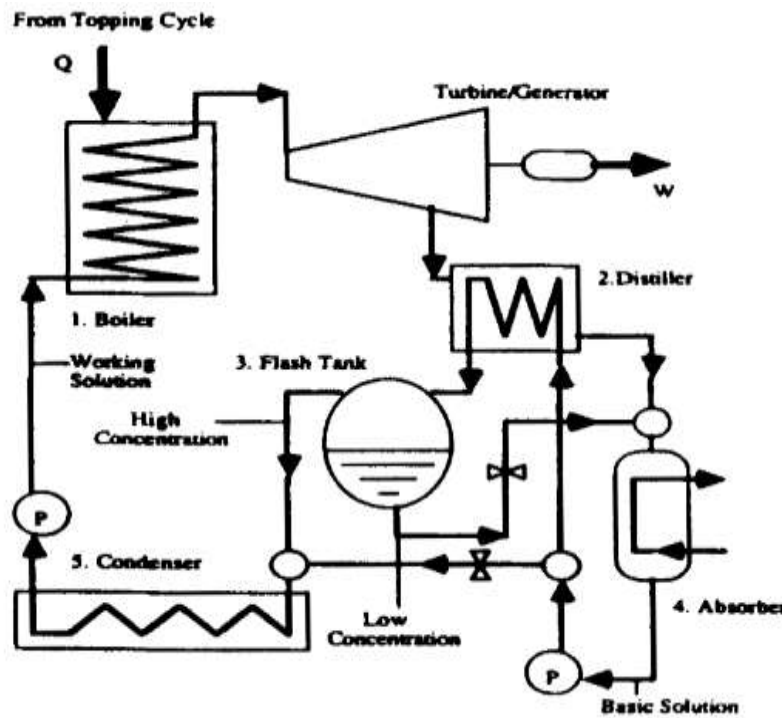 From Topping Cycle
Q
Turbine/Generator
W
2.Distiller
1. Boiler
3. Flash Tank
Working
Solution
High
Concentration
P
5. Condenser
4. Absorber
Low
Concentration
P
Basic Solution